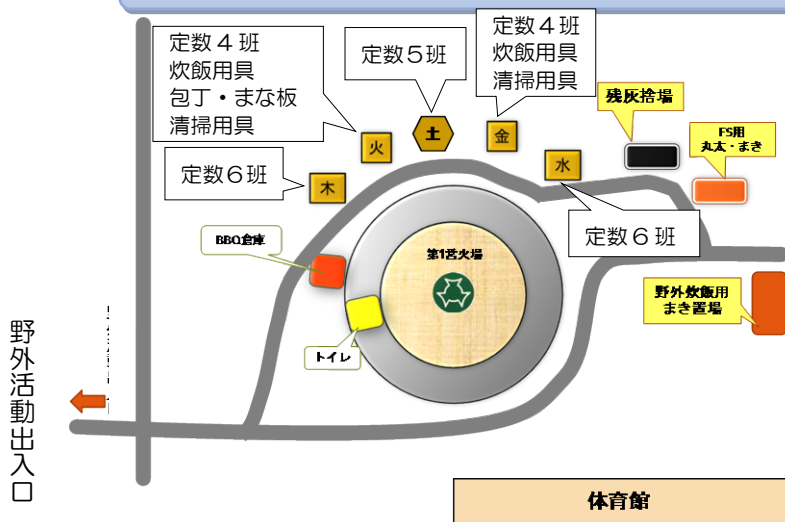 定数４班
炊飯用具
包丁・まな板
清掃用具
定数5班
定数４班
炊飯用具
清掃用具
残灰捨場
FS用
丸太・まき
火
土
金
水
木
定数６班
定数６班
BBQ倉庫
第1営火場
野外炊飯用
まき置場
トイレ
野外活動出入口
体育館